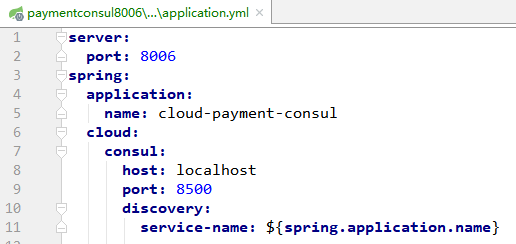 paymentconsul8006\...\application.yml
1 server:
2   port: 8006
3 spring:
4   application:
5     name: cloud-payment-consul
6   cloud:
7     consul:
8       host: localhost
9       port: 8500
10       discovery:
11         service-name: ${spring.application.name}